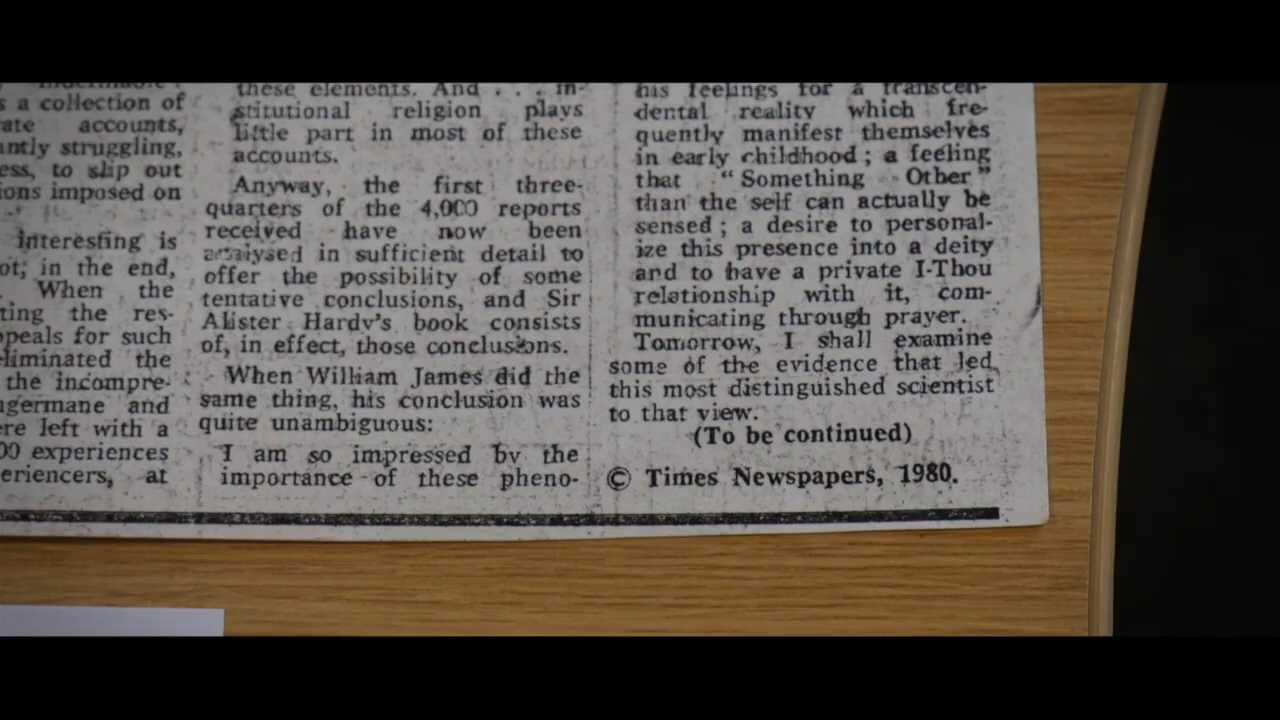 s a collection of
ate accounts,
ntly struggling,
ess, to slip out
ions imposed on
interesting is
ot, in the end,
. When the
ting the res-
peals for such
eliminated the
the incompre-
ngermane and
ere left with a
00 experiences
eriencers, at
these elements. And . . . in-
stitutional religion plays
little part in most of these
accounts.
Anyway, the first three-
quarters of the 4,000 reports
received have now been
analysed in sufficient detail to
offer the possibility of some
tentative conclusions, and Sir
Alister Hardy's book consists
of, in effect, those conclusions.
When William James did the
same thing, his conclusion was
quite unambiguous:
I am so impressed by the
importance of these pheno-
his feelings for a transcen-
dental reality which fre-
quently manifest themselves
in early childhood ; a feeling
that " Something Other "
than the self can actually be
sensed ; a desire to personal-
ize this presence into a deity
and to have a private I-Thou
relationship with it, com-
municating through prayer.
Tomorrow, I shall examine
some of the evidence that led
this most distinguished scientist
to that view.
(To be continued)
© Times Newspapers, 1980.